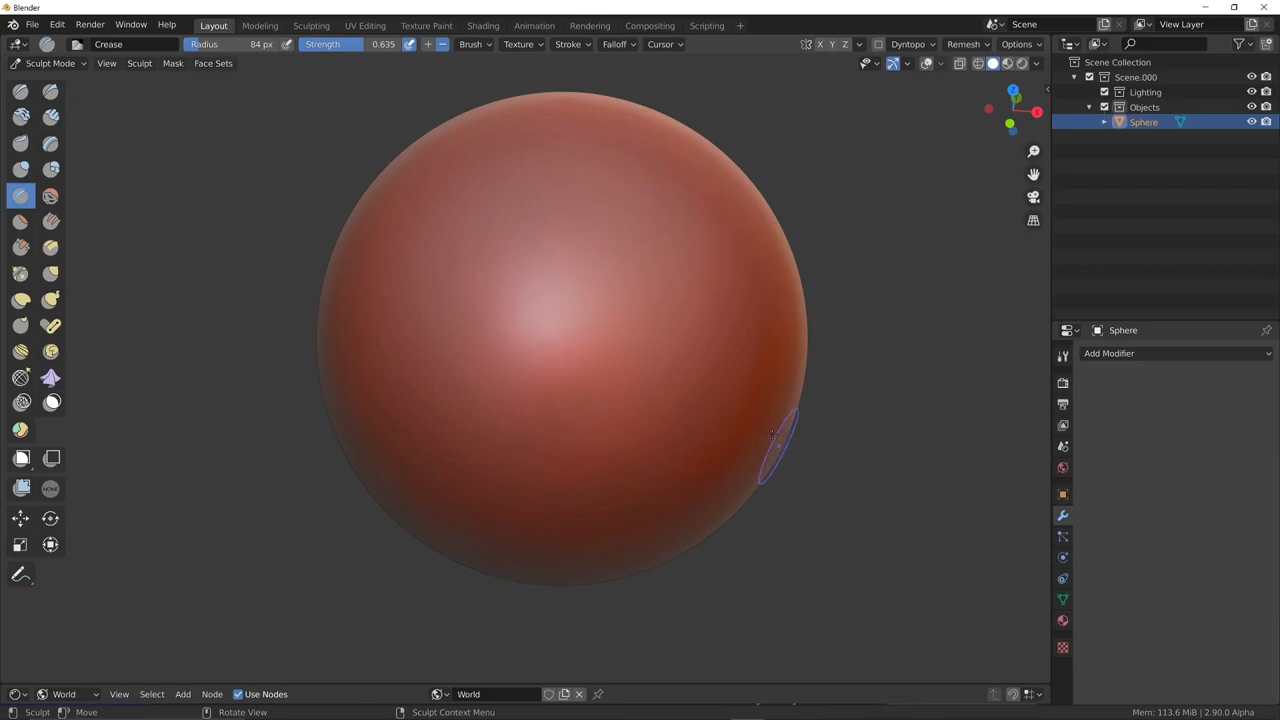 Blender
File Edit Render Window Help Layout Modeling Sculpting UV Editing Texture Paint Shading Animation Rendering Compositing Scripting + Scene View Layer
Crease Radius 84 px Strength 0.635 + − Brush Texture Stroke Falloff Cursor X Y Z Dyntopo Remesh Options
Sculpt Mode View Sculpt Mask Face Sets
Scene Collection
Scene.000
Lighting
Objects
Sphere
Z
X
Sphere
Add Modifier
NONE
World View Select Add Node Use Nodes World
Sculpt Move Rotate View Sculpt Context Menu Mem: 113.6 MiB | 2.90.0 Alpha